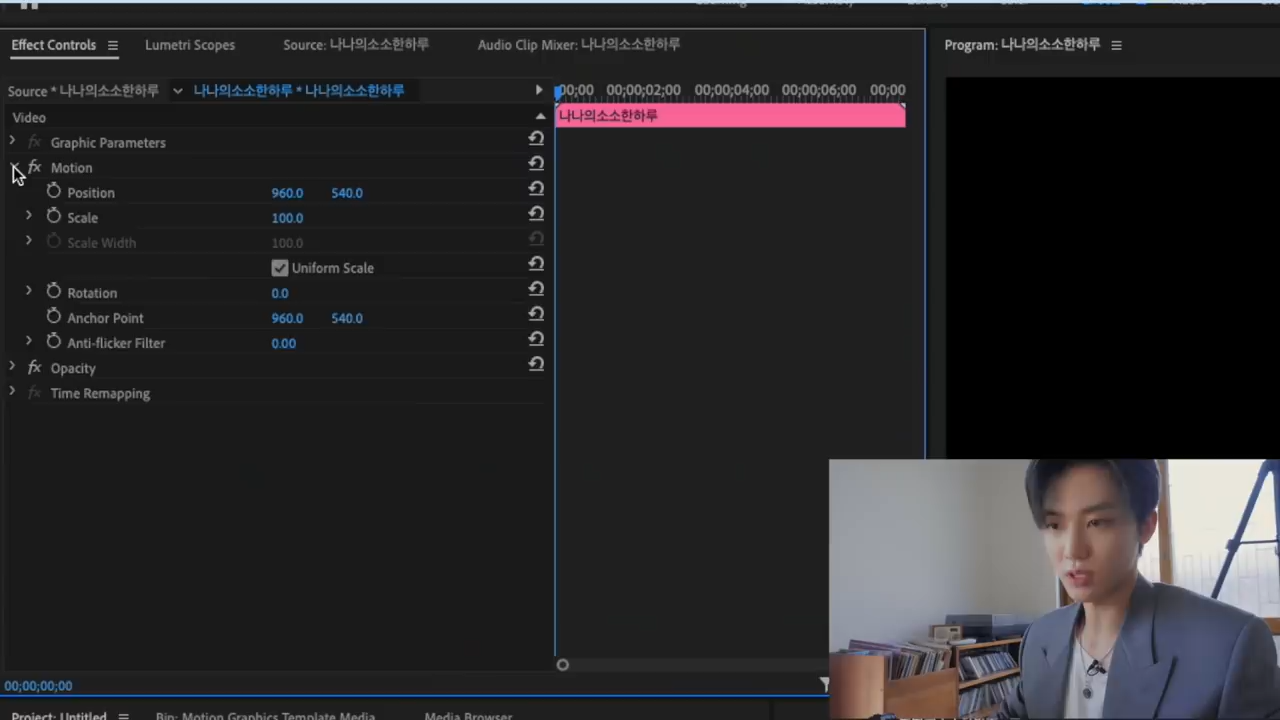 Effect Controls
Lumetri Scopes
Source: 나나의소소한하루
Audio Clip Mixer: 나나의소소한하루
Program: 나나의소소한하루
Source * 나나의소소한하루
나나의소소한하루 * 나나의소소한하루
00;00 00;00;02;00 00;00;04;00 00;00;06;00 00;00
Video
나나의소소한하루
fx Graphic Parameters
fx Motion
Position 960.0 540.0
Scale 100.0
Scale Width 100.0
Uniform Scale
Rotation 0.0
Anchor Point 960.0 540.0
Anti-flicker Filter 0.00
fx Opacity
fx Time Remapping
00;00;00;00
Project: Untitled
Bin: Motion Graphics Template Media
Media Browser